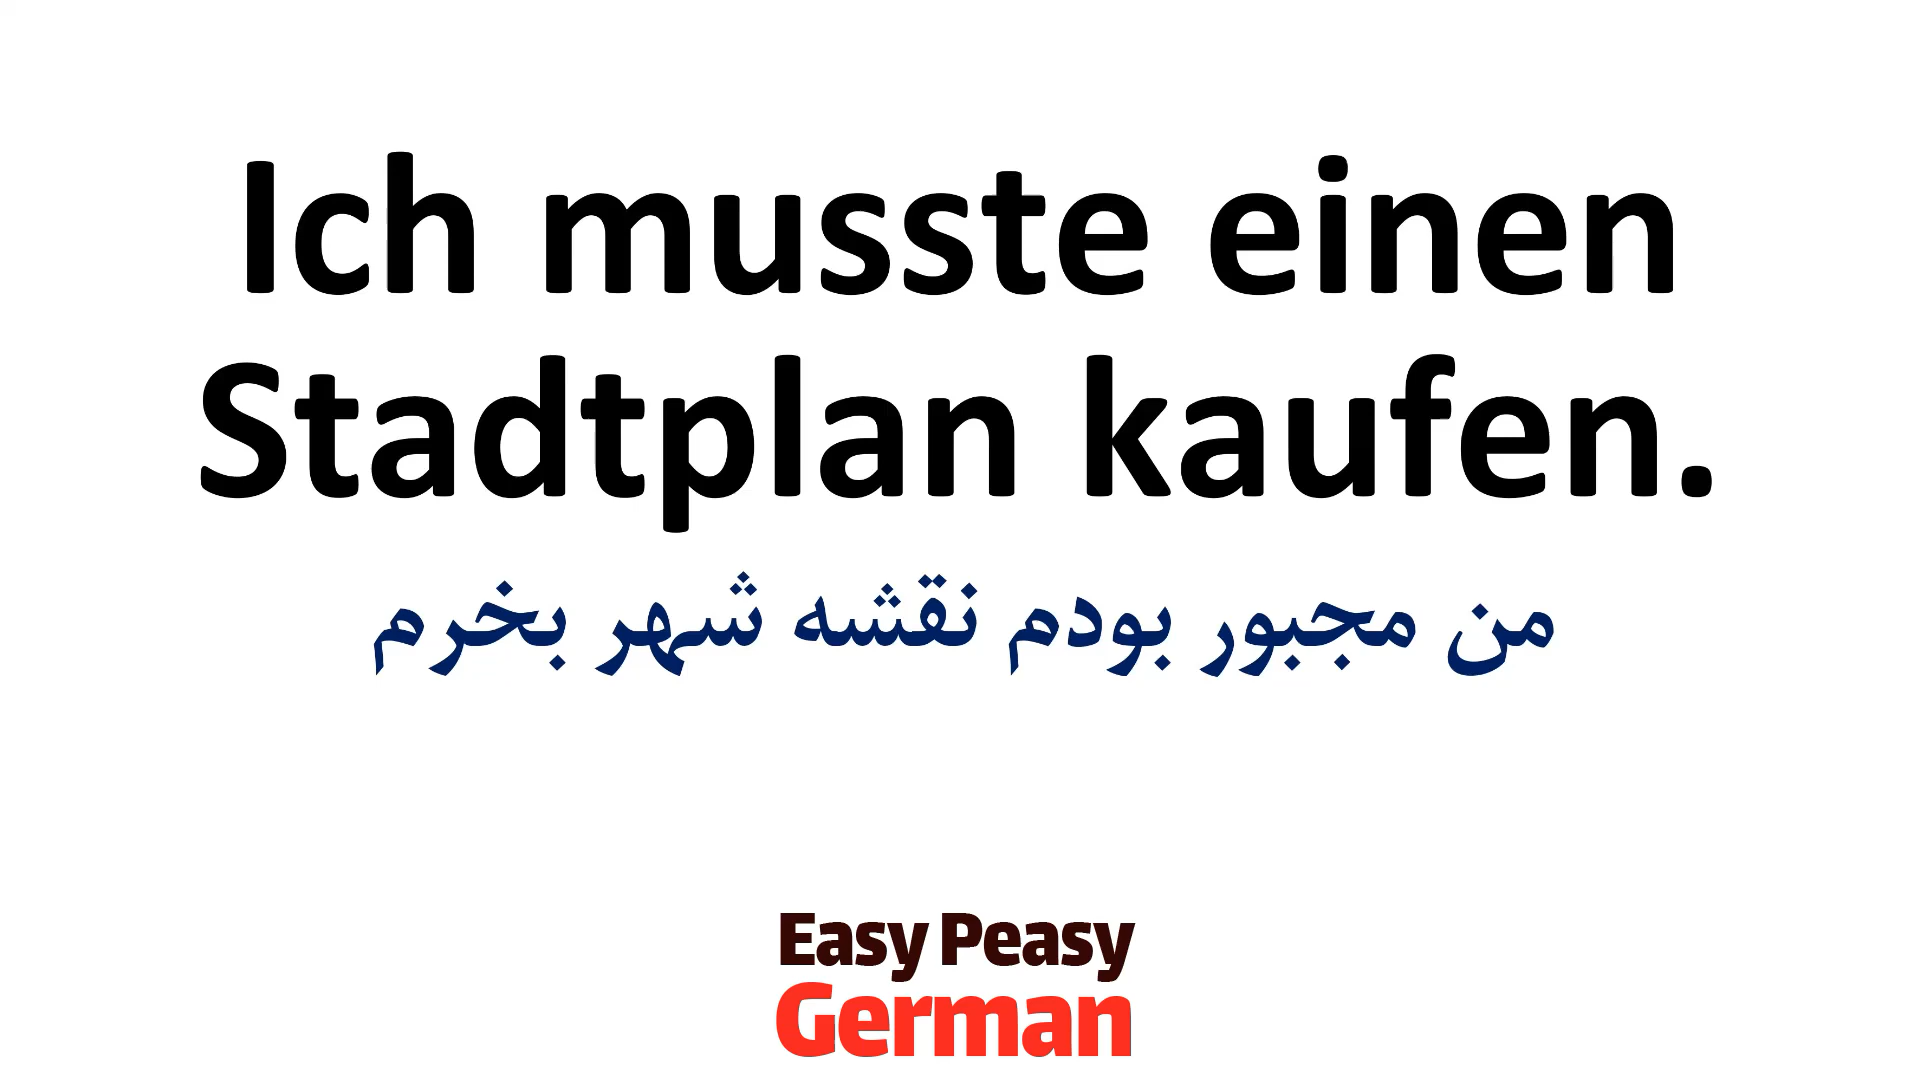 Ich musste einen
Stadtplan kaufen.
من مجبور بودم نقشه شهر بخرم
Easy Peasy
German